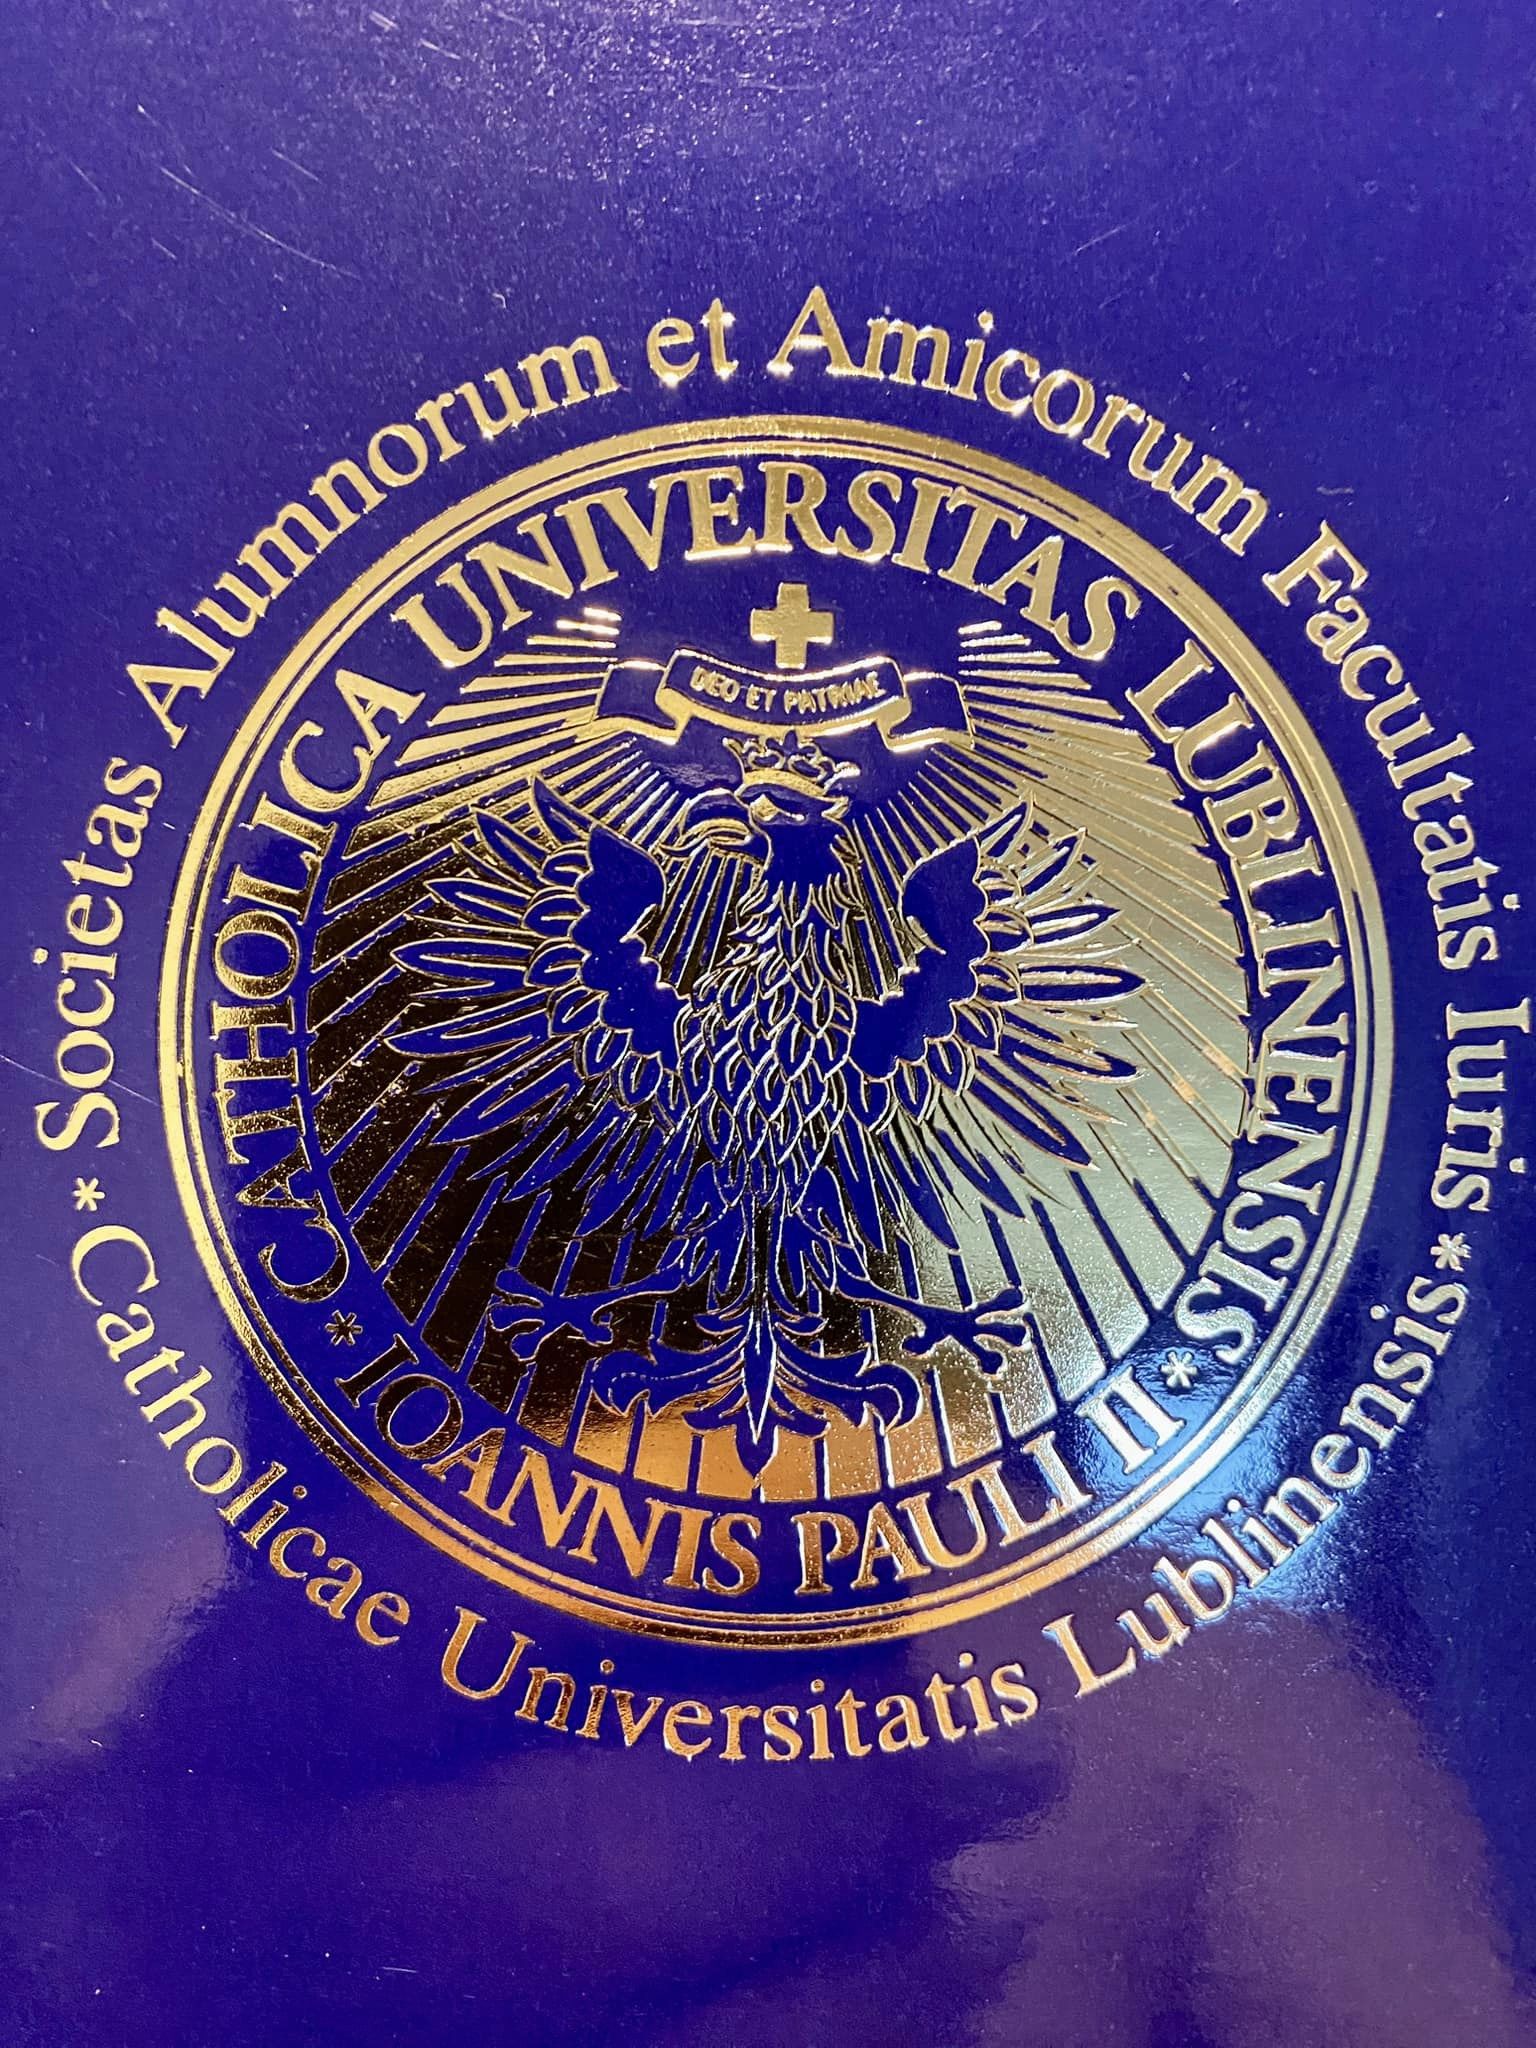 * Societas Alumnorum et Amicorum Facultatis Iuris *
Catholicae Universitatis Lublinensis
CATHOLICA UNIVERSITAS LUBLINENSIS
* IOANNIS PAULI II *
DEO ET PATRIAE